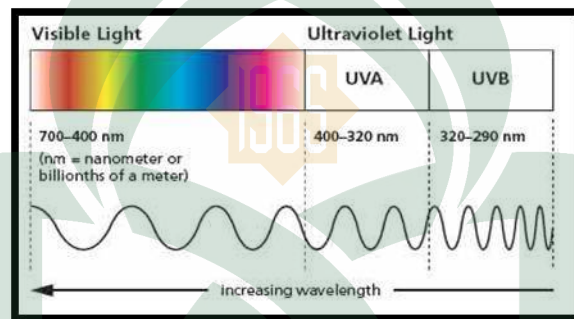 Visible Light Ultraviolet Light
UVA UVB
700–400 nm 400–320 nm 320–290 nm
(nm = nanometer or
billionths of a meter)
increasing wavelength
1965